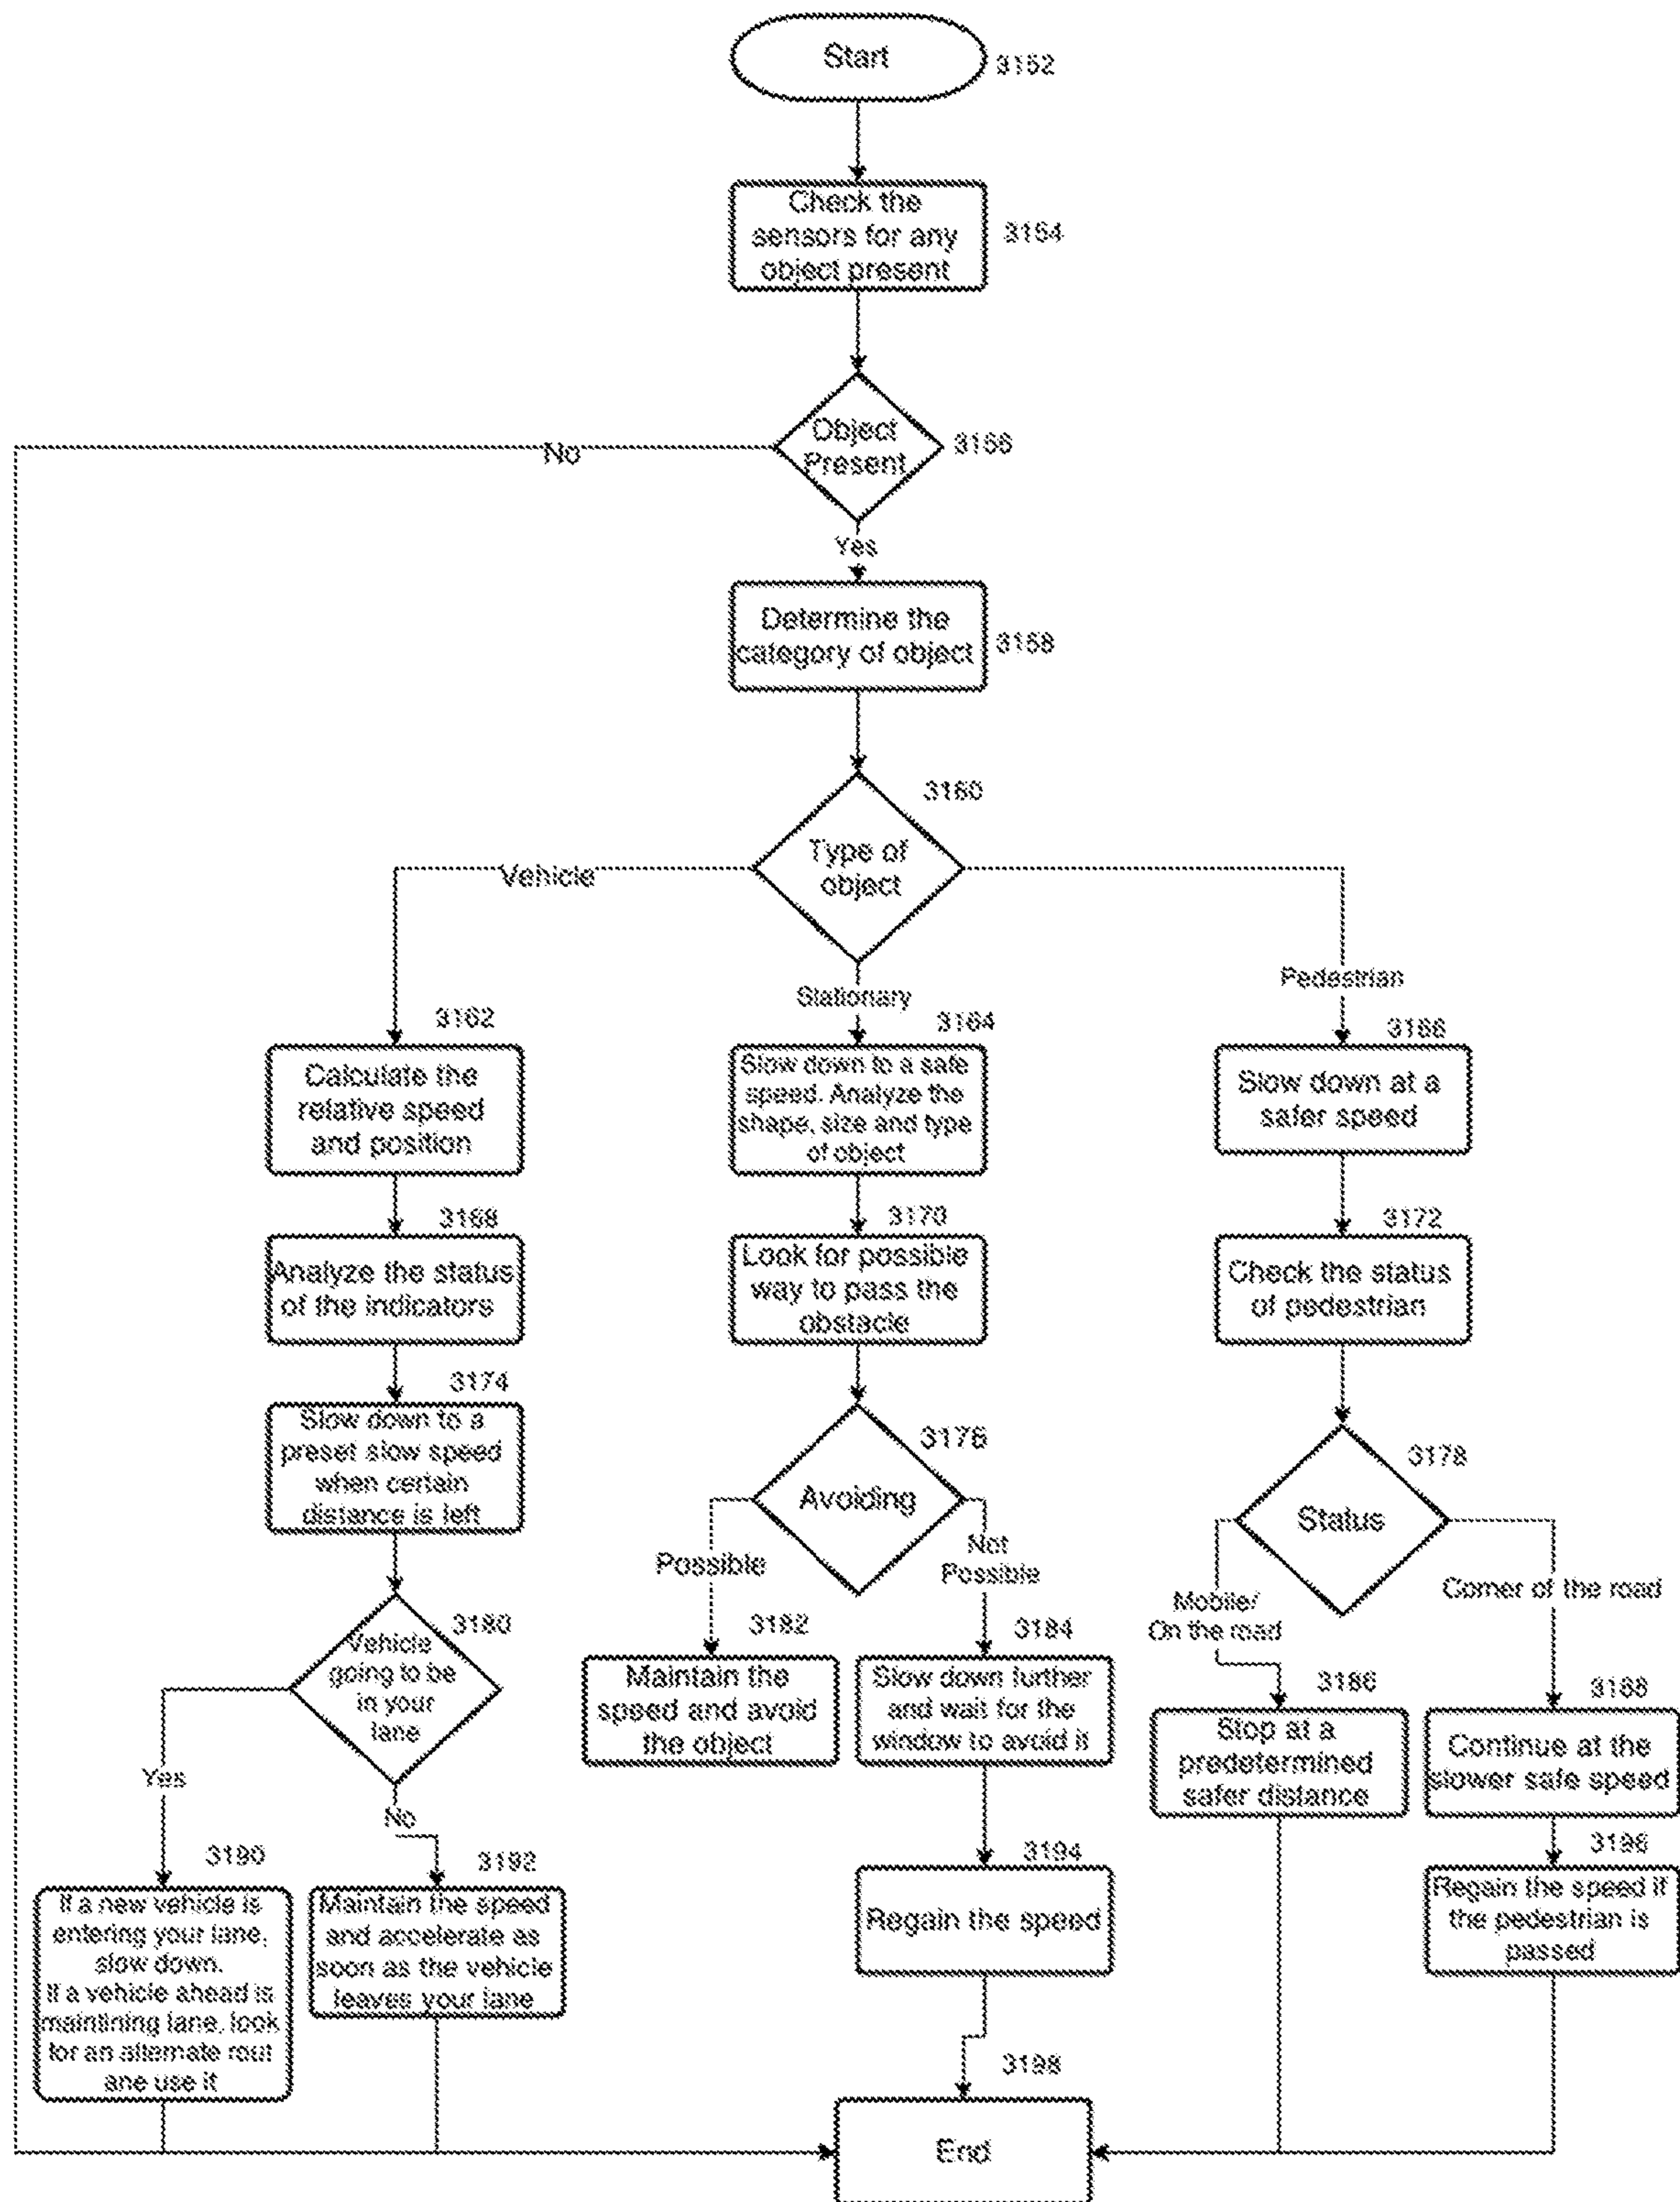 Start
3152
Check the
sensors for any
object present
3154
Object
Present
3156
No
Yes
Determine the
category of object
3158
3160
Type of
object
Vehicle
Stationary
Pedestrian
3162
Calculate the
relative speed
and position
3164
Slow down to a safe
speed. Analyze the
shape, size and type
of object
3166
Slow down at a
safer speed
3168
Analyze the status
of the indicators
3170
Look for possible
way to pass the
obstacle
3172
Check the status
of pedestrian
3174
Slow down to a
preset slow speed
when certain
distance is left
3176
Avoiding
3178
Status
Possible
Not
Possible
Mobile/
On the road
Corner of the road
3180
Vehicle
going to be
in your
lane
3182
Maintain the
speed and avoid
the object
3184
Slow down further
and wait for the
window to avoid it
3186
Stop at a
predetermined
safer distance
3188
Continue at the
slower safe speed
Yes
No
3190
If a new vehicle is
entering your lane,
slow down.
If a vehicle ahead is
maintining lane, look
for an alternate rout
ane use it
3192
Maintain the speed
and accelerate as
soon as the vehicle
leaves your lane
3194
Regain the speed
3196
Regain the speed if
the pedestrian is
passed
3198
End